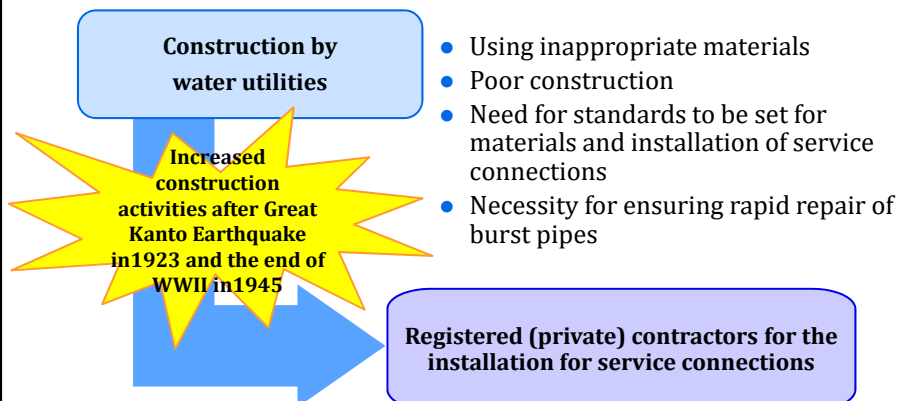 Construction by
water utilities
● Using inappropriate materials
● Poor construction
● Need for standards to be set for
materials and installation of service
connections
● Necessity for ensuring rapid repair of
burst pipes
Increased
construction
activities after Great
Kanto Earthquake
in1923 and the end of
WWII in1945
Registered (private) contractors for the
installation for service connections